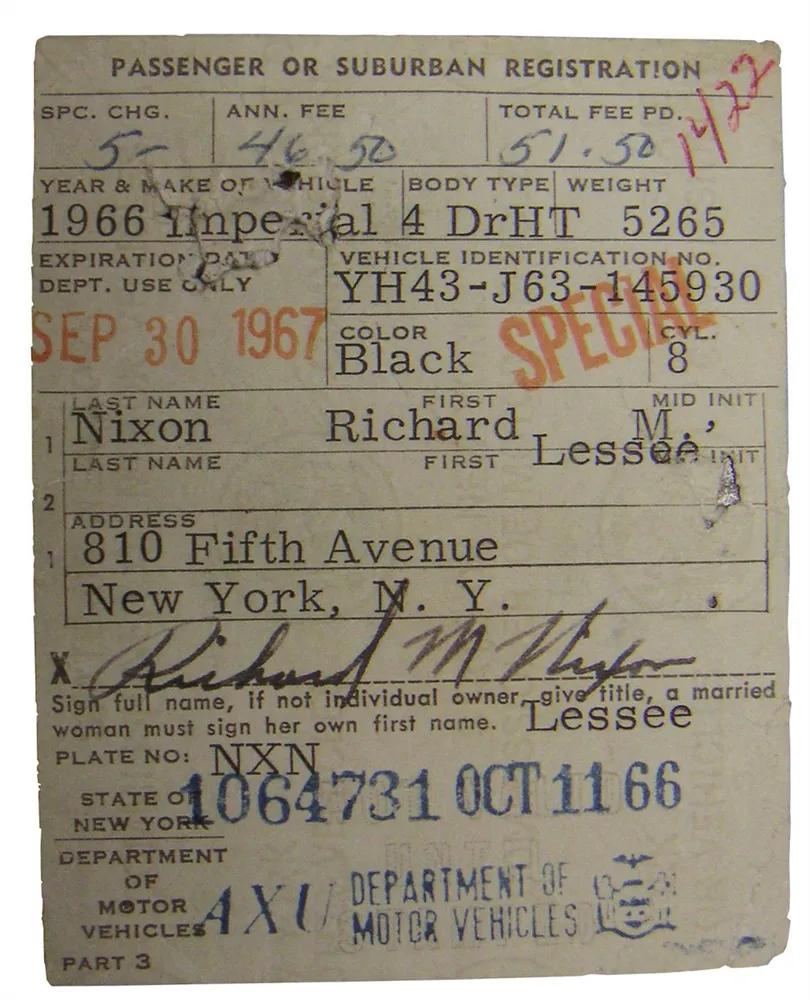 PASSENGER OR SUBURBAN REGISTRATION
SPC. CHG. ANN. FEE TOTAL FEE PD.
5- 46.50 51.50
YEAR & MAKE OF VEHICLE BODY TYPE WEIGHT
1966 Imperial 4 DrHT 5265
EXPIRATION DATE VEHICLE IDENTIFICATION NO.
DEPT. USE ONLY YH43-J63-145930
SEP 30 1967 SPECIAL
COLOR CYL.
Black 8
LAST NAME FIRST MID INIT
1 Nixon Richard M.,
Lessee
LAST NAME FIRST MID INIT
2
ADDRESS
1 810 Fifth Avenue
New York, N. Y.
X Richard M Nixon
Sign full name, if not individual owner, give title, a married
woman must sign her own first name. Lessee
PLATE NO: NXN
STATE OF
NEW YORK
1064731 OCT 11 66
DEPARTMENT
OF
MOTOR
VEHICLES
AXU
DEPARTMENT OF
MOTOR VEHICLES
PART 3